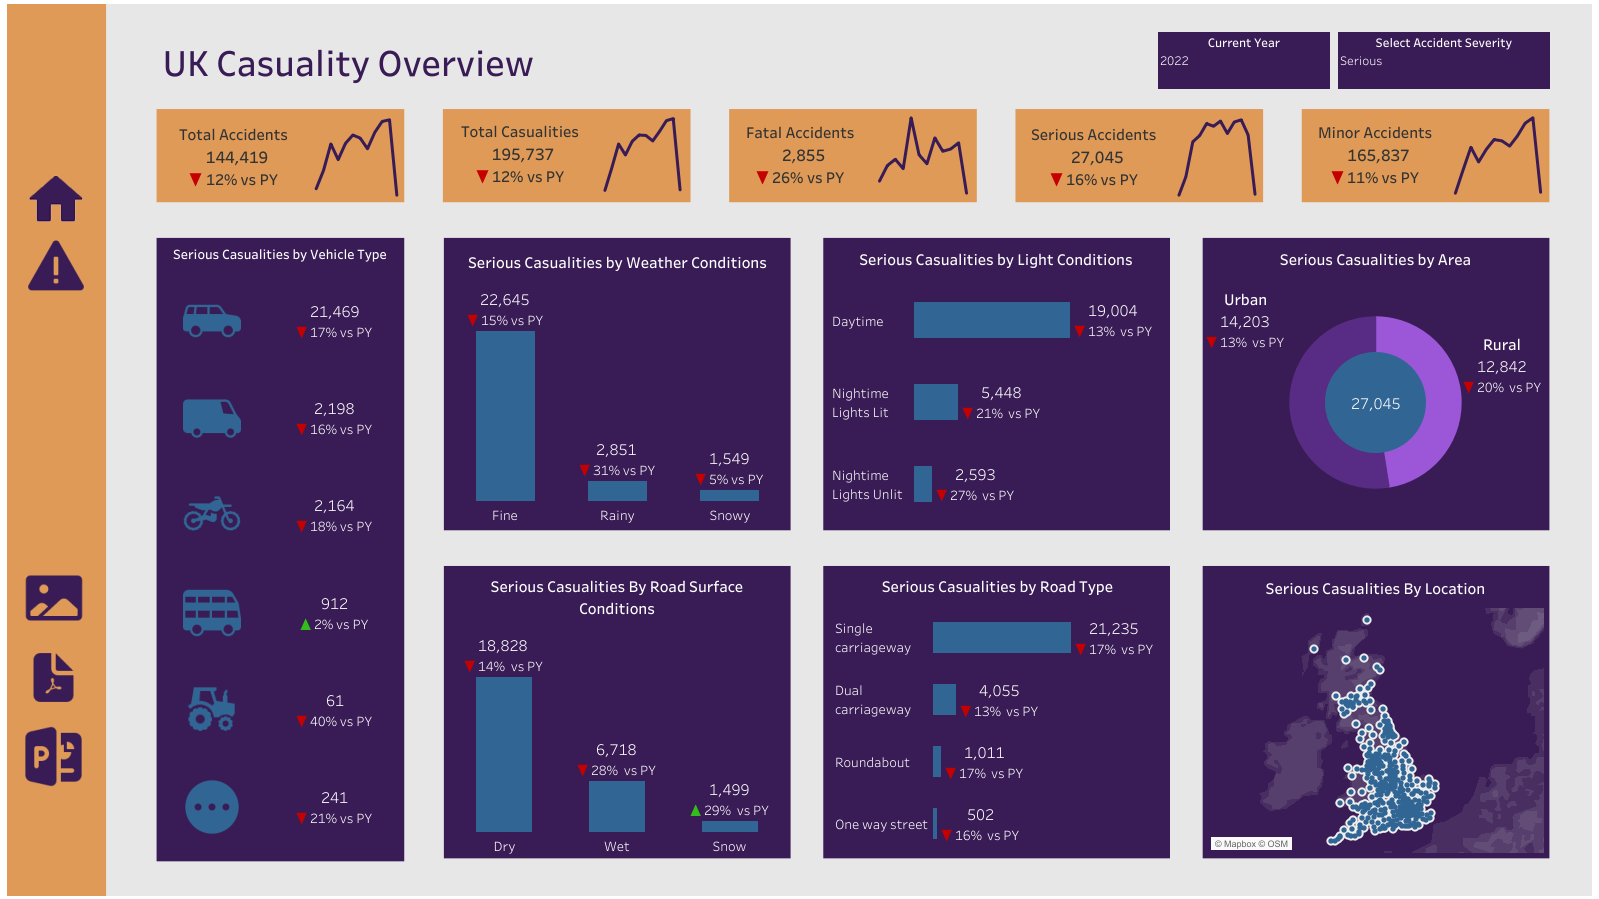 UK Casuality Overview
Current Year
2022
Select Accident Severity
Serious
Total Accidents
144,419
▼ 12% vs PY
Total Casualities
195,737
▼ 12% vs PY
Fatal Accidents
2,855
▼ 26% vs PY
Serious Accidents
27,045
▼ 16% vs PY
Minor Accidents
165,837
▼ 11% vs PY
Serious Casualities by Vehicle Type
21,469
▼ 17% vs PY
2,198
▼ 16% vs PY
2,164
▼ 18% vs PY
912
▲ 2% vs PY
61
▼ 40% vs PY
241
▼ 21% vs PY
Serious Casualities by Weather Conditions
22,645
▼ 15% vs PY
2,851
▼ 31% vs PY
1,549
▼ 5% vs PY
Fine
Rainy
Snowy
Serious Casualities by Light Conditions
Daytime
19,004
▼ 13% vs PY
Nightime
Lights Lit
5,448
▼ 21% vs PY
Nightime
Lights Unlit
2,593
▼ 27% vs PY
Serious Casualities by Area
Urban
14,203
▼ 13% vs PY
Rural
12,842
▼ 20% vs PY
27,045
Serious Casualities By Road Surface
Conditions
18,828
▼ 14% vs PY
6,718
▼ 28% vs PY
1,499
▲ 29% vs PY
Dry
Wet
Snow
Serious Casualities by Road Type
Single
carriageway
21,235
▼ 17% vs PY
Dual
carriageway
4,055
▼ 13% vs PY
Roundabout
1,011
▼ 17% vs PY
One way street
502
▼ 16% vs PY
Serious Casualities By Location
© Mapbox © OSM
P